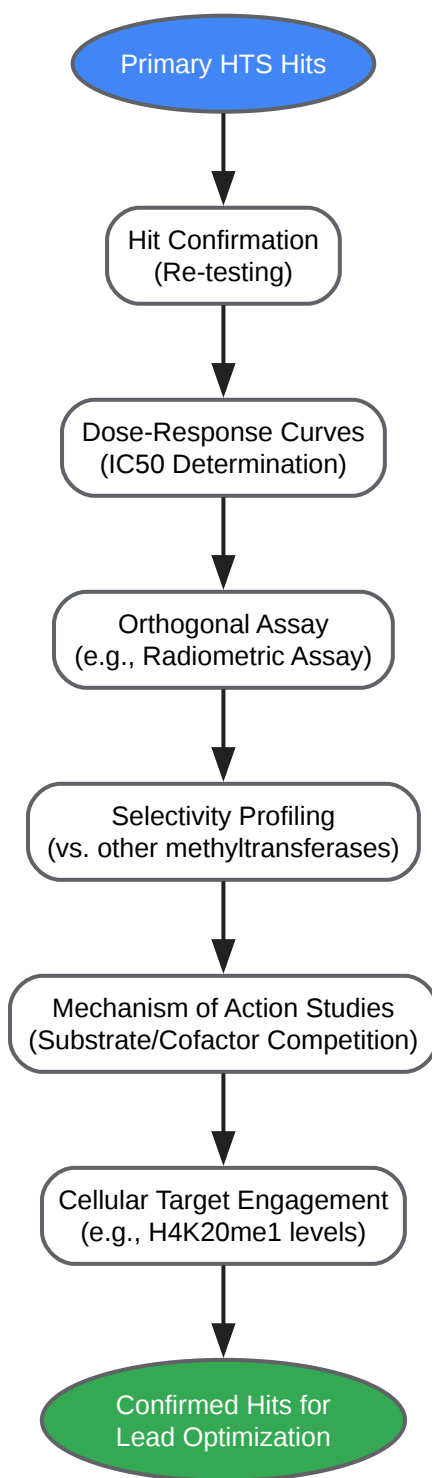 Primary HTS Hits
Hit Confirmation
(Re-testing)
Dose-Response Curves
(IC50 Determination)
Orthogonal Assay
(e.g., Radiometric Assay)
Selectivity Profiling
(vs. other methyltransferases)
Mechanism of Action Studies
(Substrate/Cofactor Competition)
Cellular Target Engagement
(e.g., H4K20me1 levels)
Confirmed Hits for
Lead Optimization